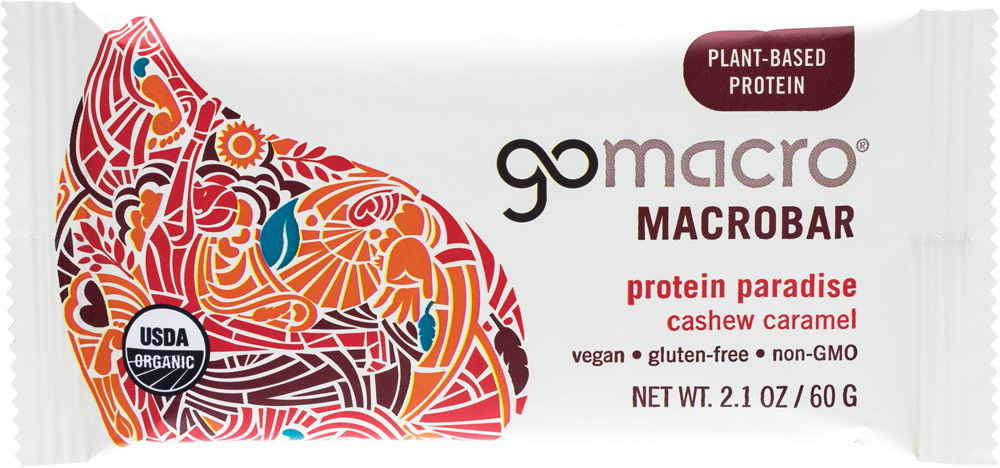 PLANT-BASED
PROTEIN
gomacro®
MACROBAR
protein paradise
cashew caramel
vegan • gluten-free • non-GMO
NET WT. 2.1 OZ / 60 G
USDA
ORGANIC